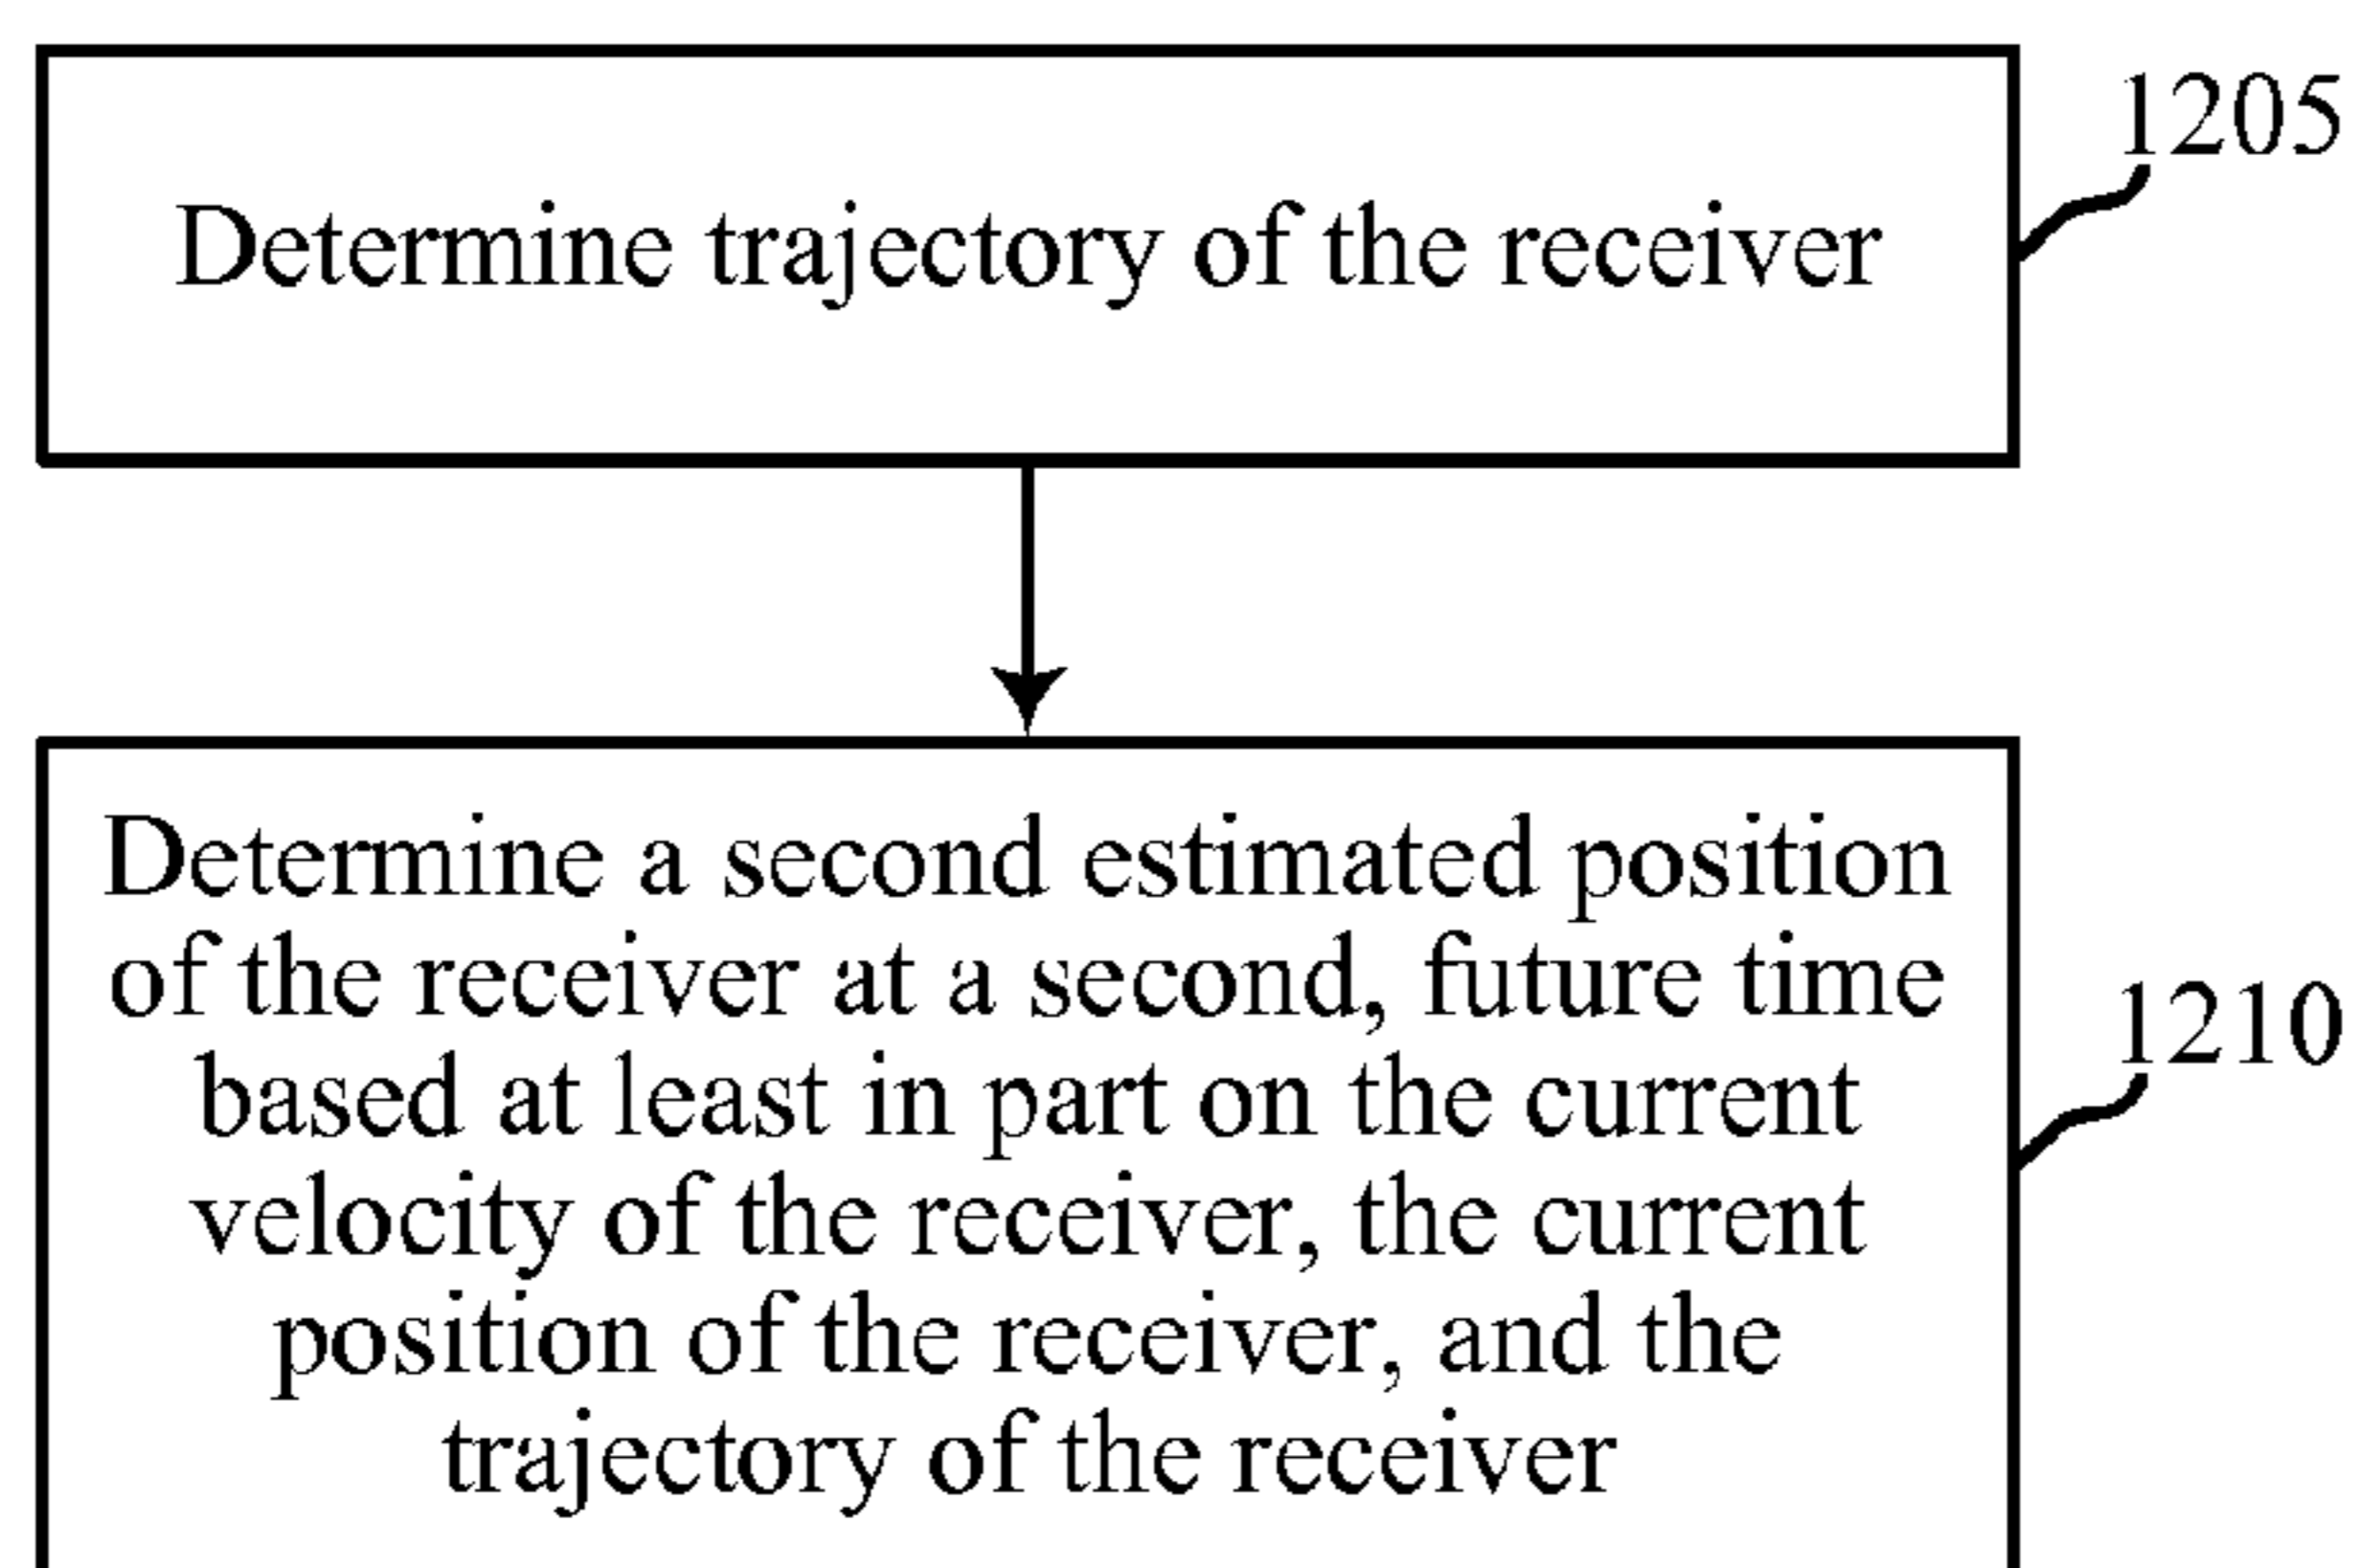 1205
Determine trajectory of the receiver
Determine a second estimated position
of the receiver at a second, future time
based at least in part on the current
velocity of the receiver, the current
position of the receiver, and the
trajectory of the receiver
1210